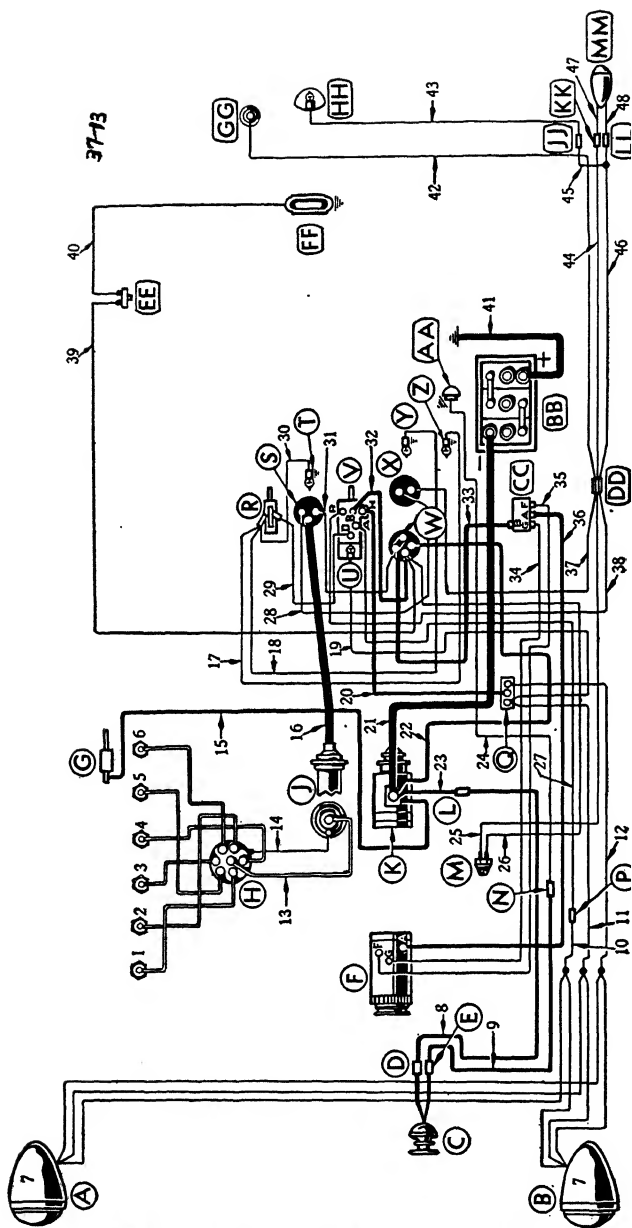 37-73
1
2
3
4
5
6
G
40
39
EE
15
17
18
29
28
30
R
S
T
31
32
GG
FF
HH
7
A
H
14
13
J
16
19
20
U
V
W
X
Y
Z
AA
33
41
42
43
F
K
21
22
23
L
24
BB
+
−
CC
B
G
A
F
34
35
36
C
D
E
8
9
M
25
26
N
Q
27
37
38
DD
44
45
46
JJ
KK
LL
MM
47
48
7
B
10
11
12
P